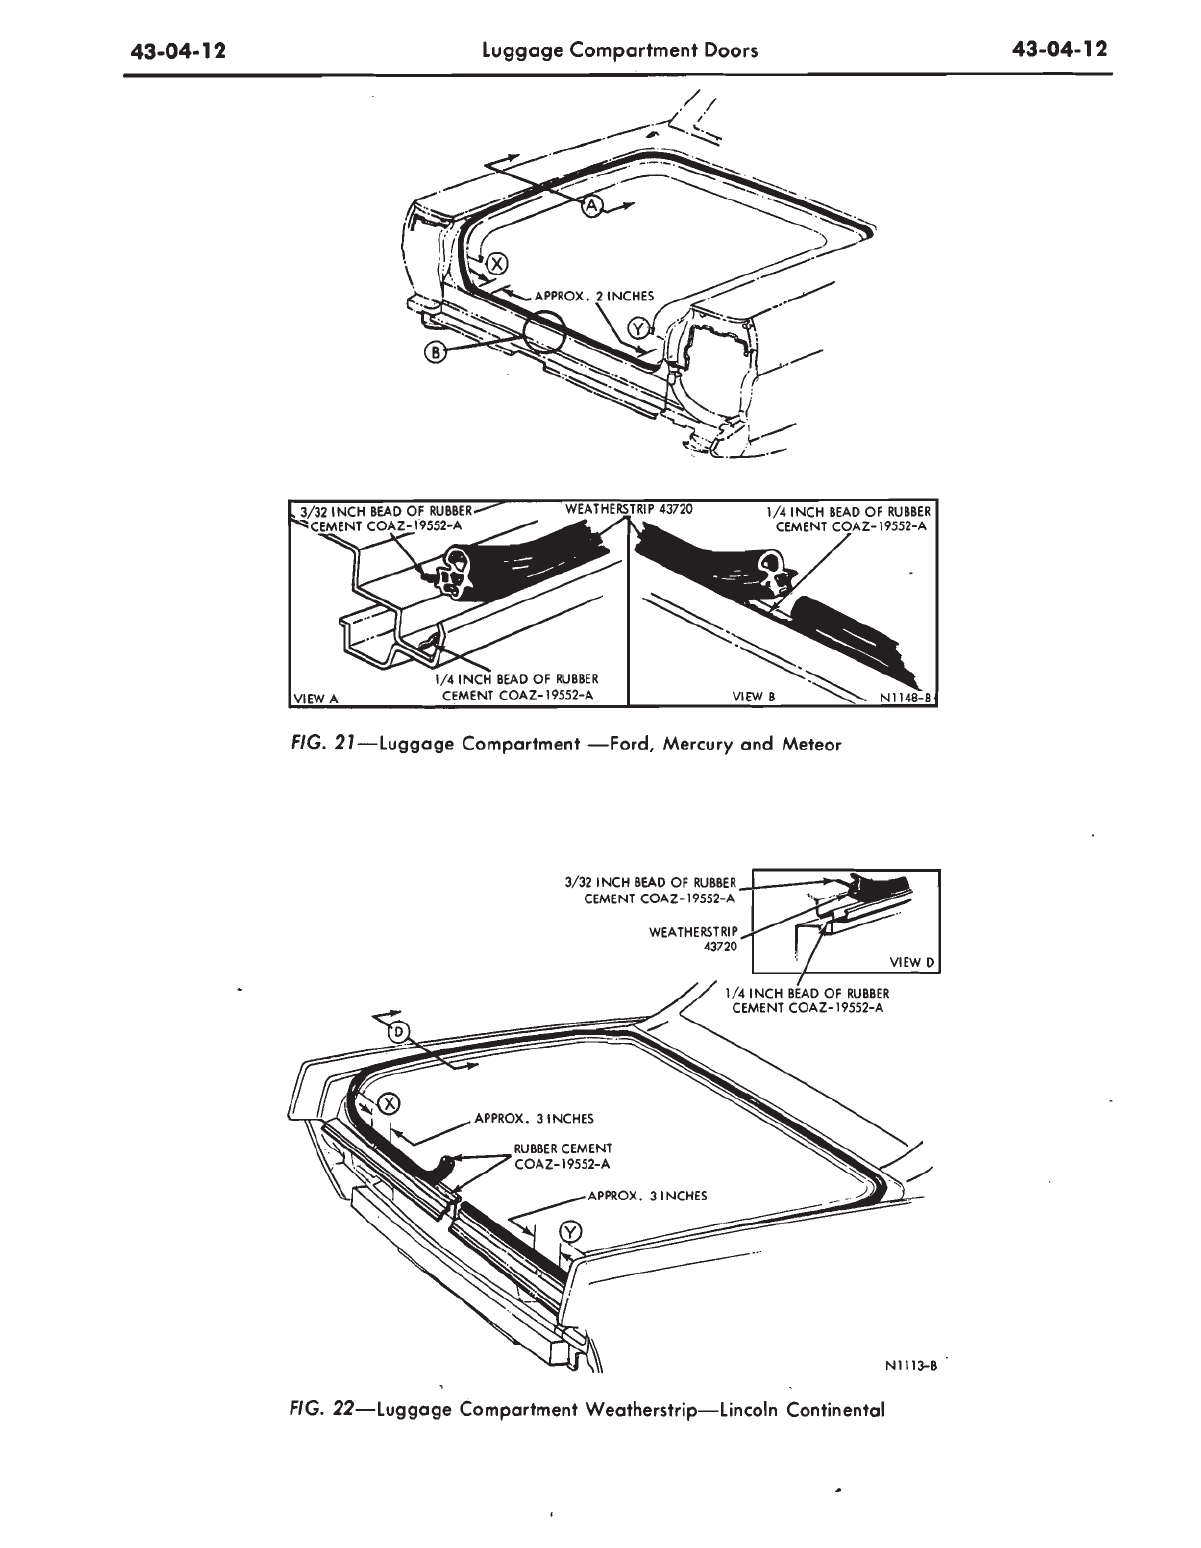 43-04-12 Luggage Compartment Doors 43-04-12
A
X
APPROX. 2 INCHES
Y
B
3/32 INCH BEAD OF RUBBER
CEMENT COAZ-19552-A
WEATHERSTRIP 43720
1/4 INCH BEAD OF RUBBER
CEMENT COAZ-19552-A
1/4 INCH BEAD OF RUBBER
CEMENT COAZ-19552-A
VIEW A
VIEW B
N1148-B
FIG. 21—Luggage Compartment —Ford, Mercury and Meteor
3/32 INCH BEAD OF RUBBER
CEMENT COAZ-19552-A
WEATHERSTRIP
43720
VIEW D
1/4 INCH BEAD OF RUBBER
CEMENT COAZ-19552-A
D
X
APPROX. 3 INCHES
RUBBER CEMENT
COAZ-19552-A
APPROX. 3 INCHES
Y
N1113-B
FIG. 22—Luggage Compartment Weatherstrip—Lincoln Continental